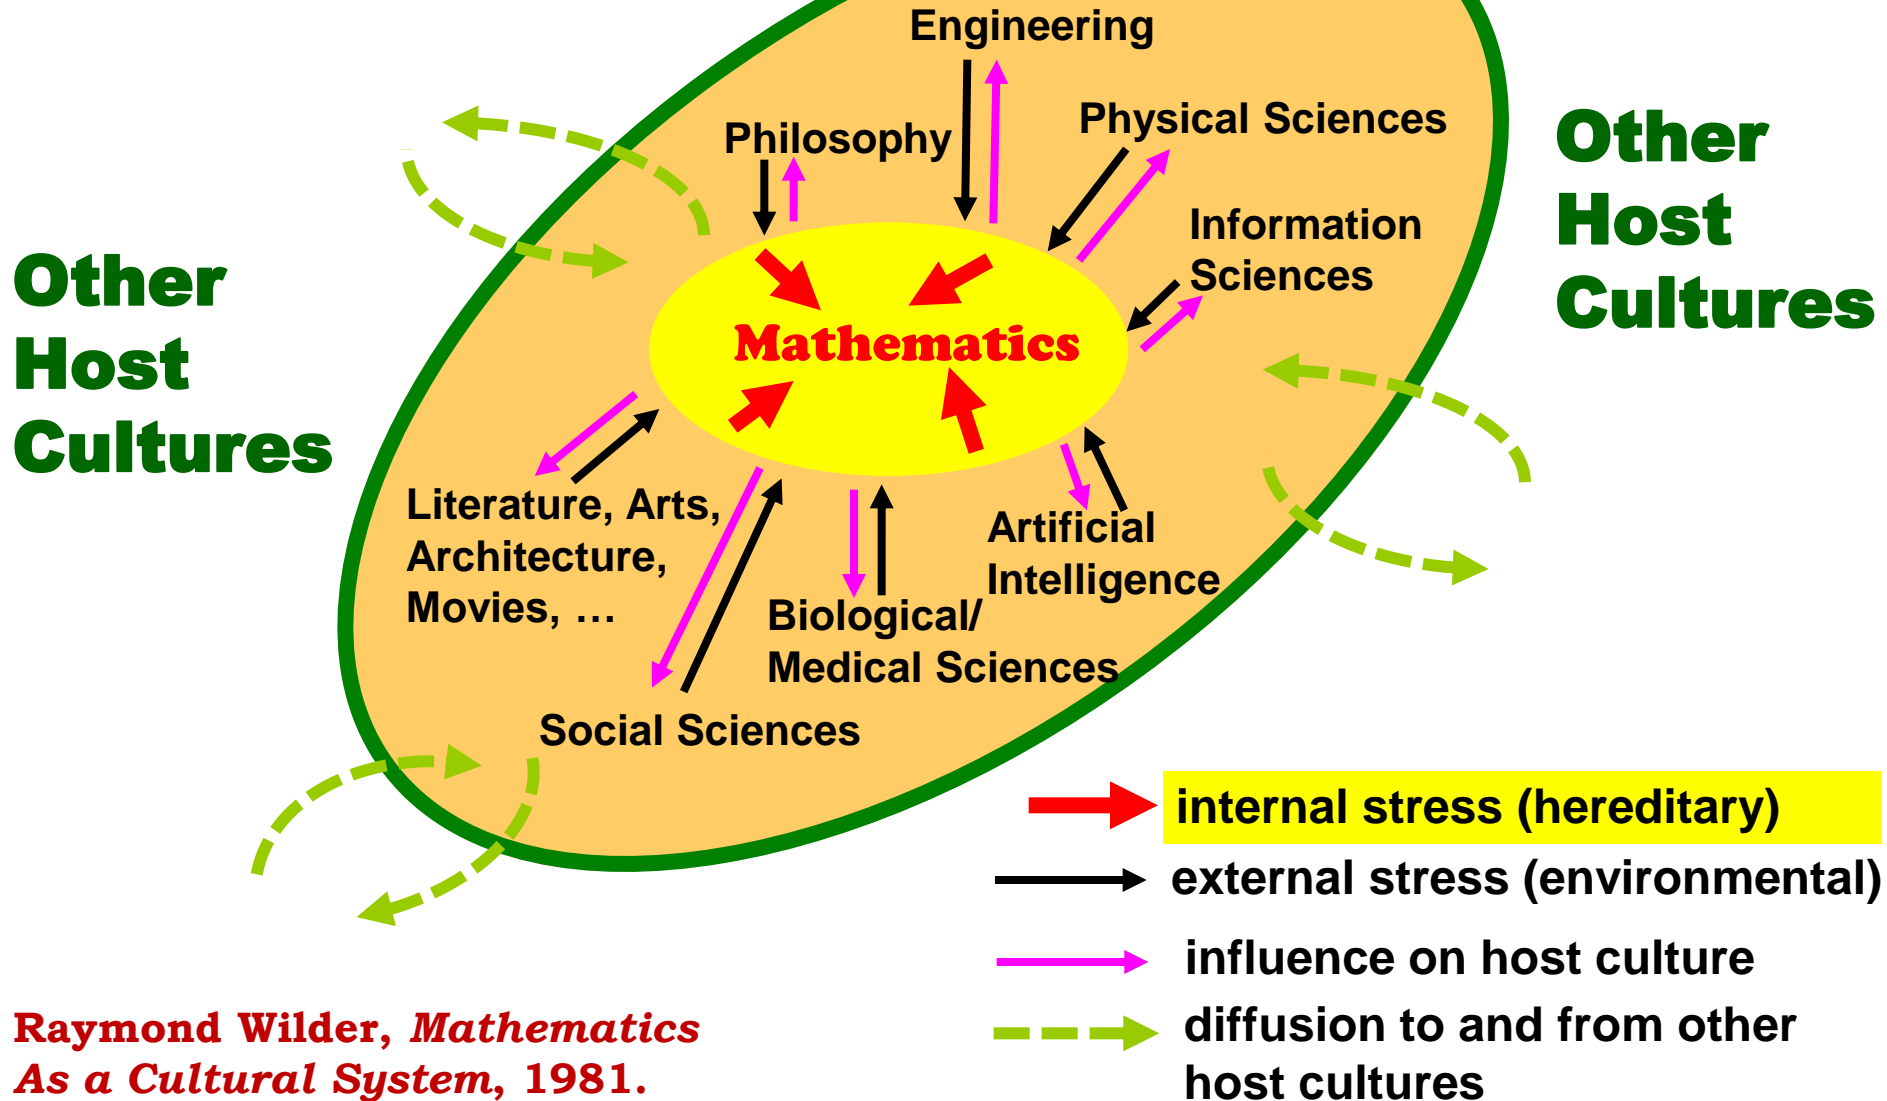 Engineering
Philosophy
Physical Sciences
Information
Sciences
Other
Host
Cultures
Other
Host
Cultures
Mathematics
Literature, Arts,
Architecture,
Movies, …
Artificial
Intelligence
Biological/
Medical Sciences
Social Sciences
internal stress (hereditary)
external stress (environmental)
influence on host culture
diffusion to and from other
host cultures
Raymond Wilder, Mathematics
As a Cultural System, 1981.